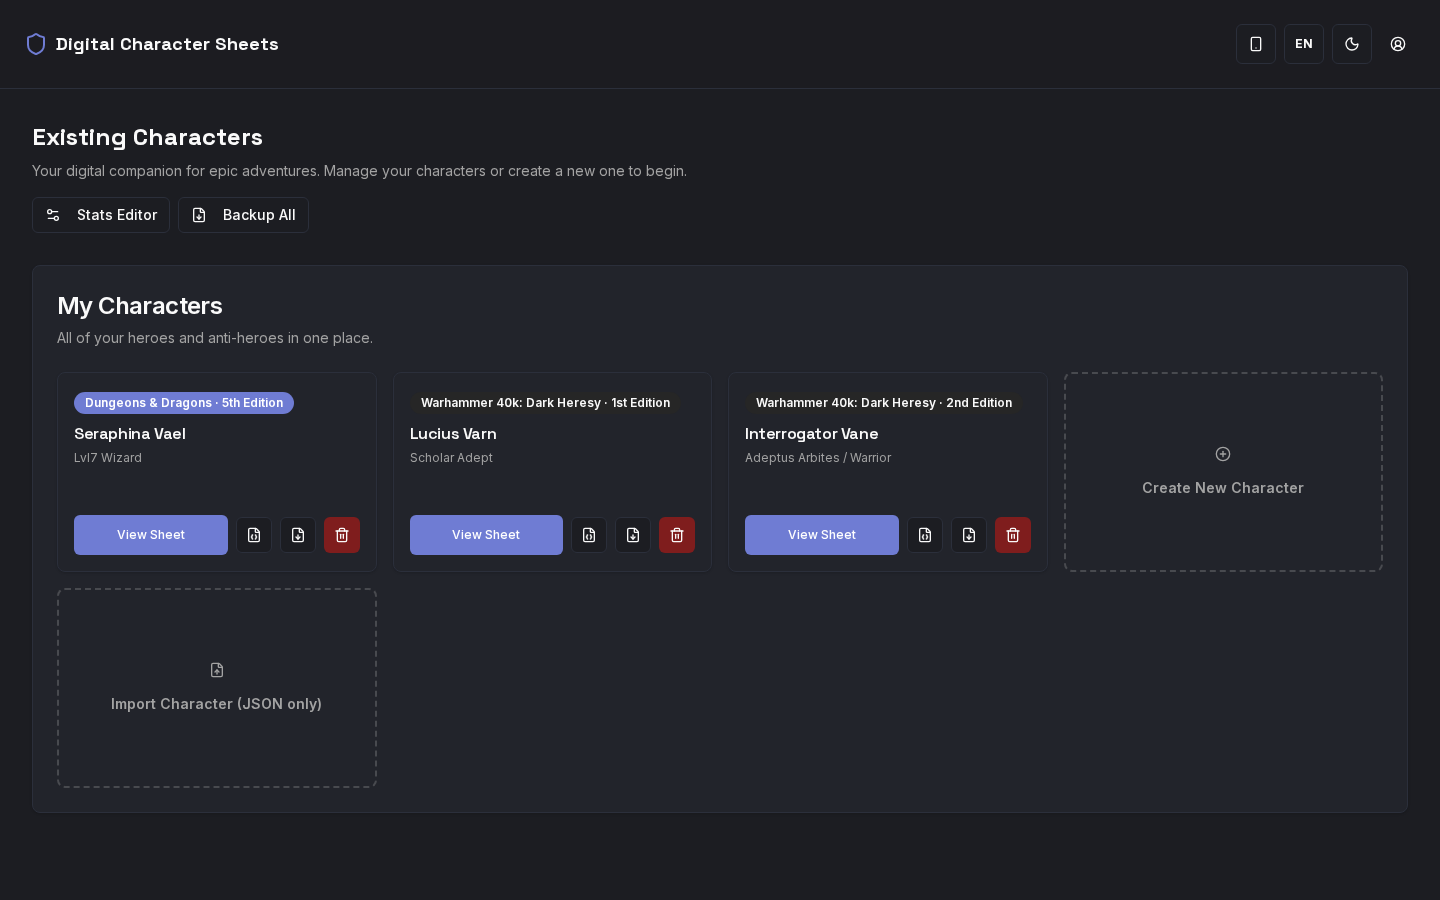 Digital Character Sheets
EN
Existing Characters
Your digital companion for epic adventures. Manage your characters or create a new one to begin.
Stats Editor
Backup All
My Characters
All of your heroes and anti-heroes in one place.
Dungeons & Dragons · 5th Edition
Seraphina Vael
Lvl7 Wizard
View Sheet
Warhammer 40k: Dark Heresy · 1st Edition
Lucius Varn
Scholar Adept
View Sheet
Warhammer 40k: Dark Heresy · 2nd Edition
Interrogator Vane
Adeptus Arbites / Warrior
View Sheet
Create New Character
Import Character (JSON only)